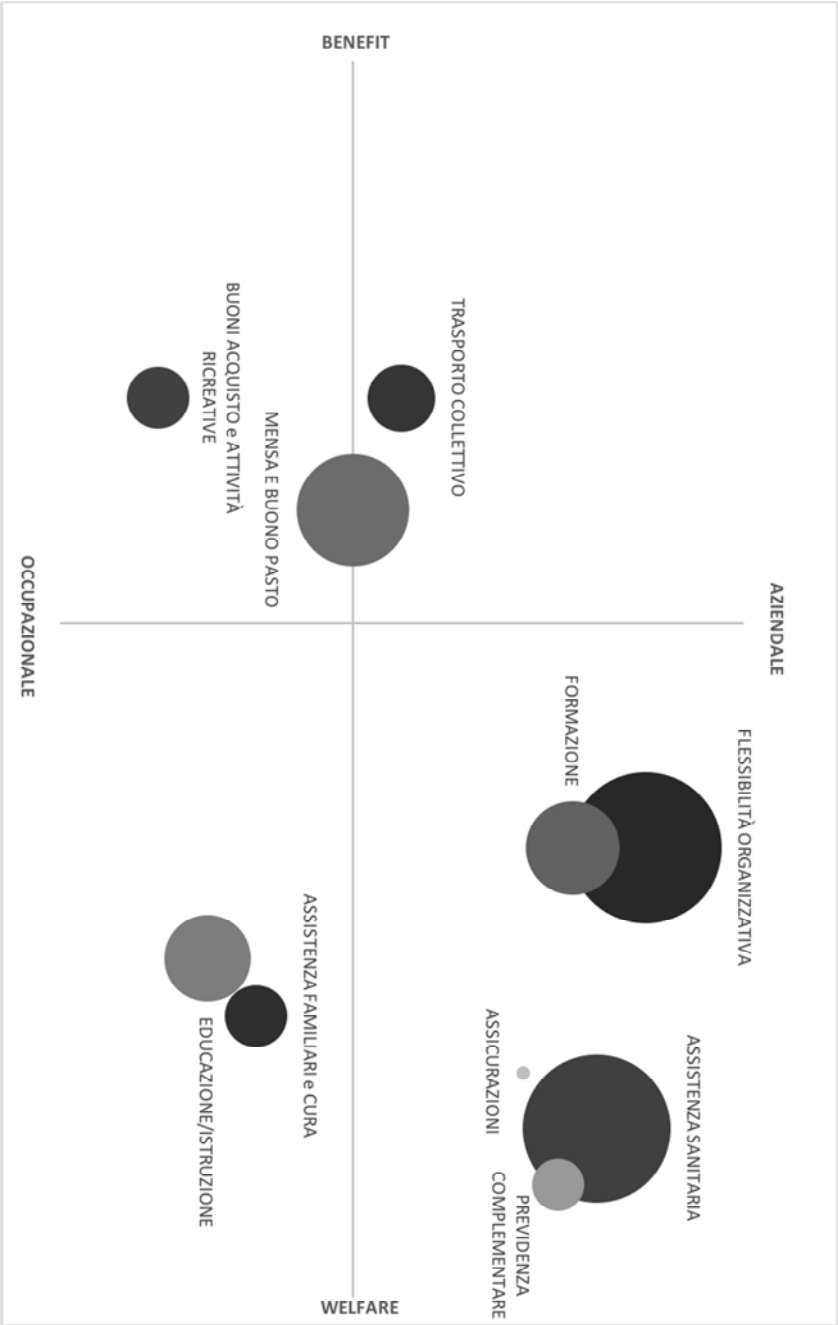 BENEFIT
TRASPORTO COLLETTIVO
BUONI ACQUISTO e ATTIVITÀ
RICREATIVE
MENSA E BUONO PASTO
AZIENDALE
OCCUPAZIONALE
FLESSIBILITÀ ORGANIZZATIVA
FORMAZIONE
ASSISTENZA FAMILIARI e CURA
EDUCAZIONE/ISTRUZIONE
ASSISTENZA SANITARIA
ASSICURAZIONI
PREVIDENZA
COMPLEMENTARE
WELFARE